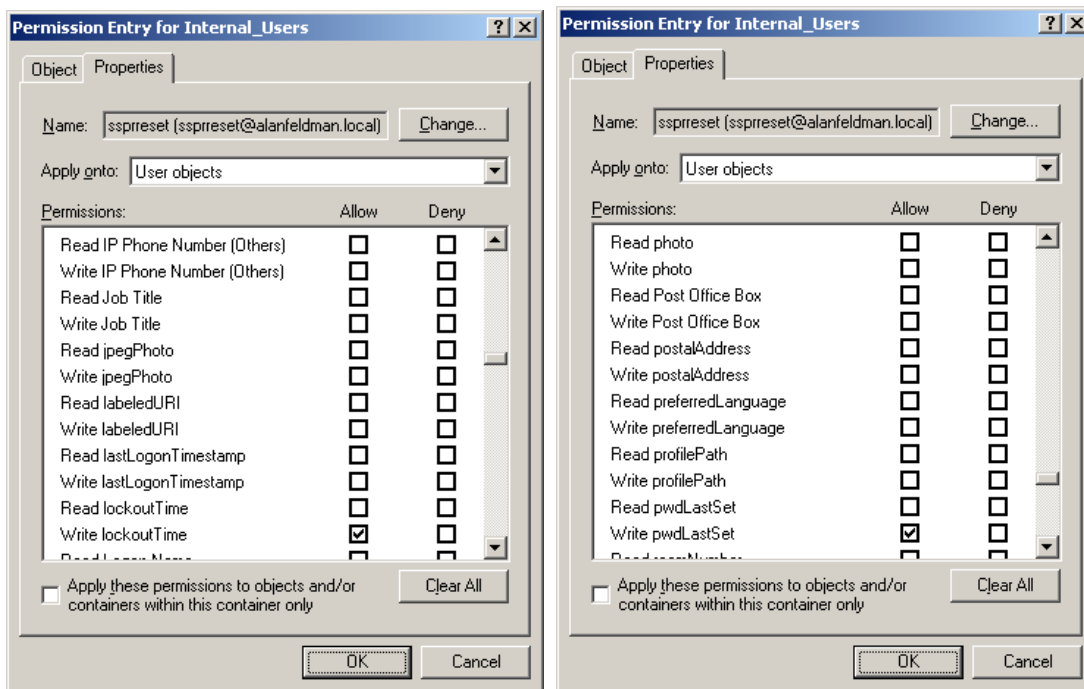 Permission Entry for Internal_Users
Object Properties
Name: ssprreset (ssprreset@alanfeldman.local) Change...
Apply onto: User objects
Permissions: Allow Deny
Read IP Phone Number (Others)
Write IP Phone Number (Others)
Read Job Title
Write Job Title
Read jpegPhoto
Write jpegPhoto
Read labeledURI
Write labeledURI
Read lastLogonTimestamp
Write lastLogonTimestamp
Read lockoutTime
Write lockoutTime
Read Logon Name
Apply these permissions to objects and/or
containers within this container only
Clear All
OK Cancel
Permission Entry for Internal_Users
Object Properties
Name: ssprreset (ssprreset@alanfeldman.local) Change...
Apply onto: User objects
Permissions: Allow Deny
Read photo
Write photo
Read Post Office Box
Write Post Office Box
Read postalAddress
Write postalAddress
Read preferredLanguage
Write preferredLanguage
Read profilePath
Write profilePath
Read pwdLastSet
Write pwdLastSet
Read roomNumber
Apply these permissions to objects and/or
containers within this container only
Clear All
OK Cancel